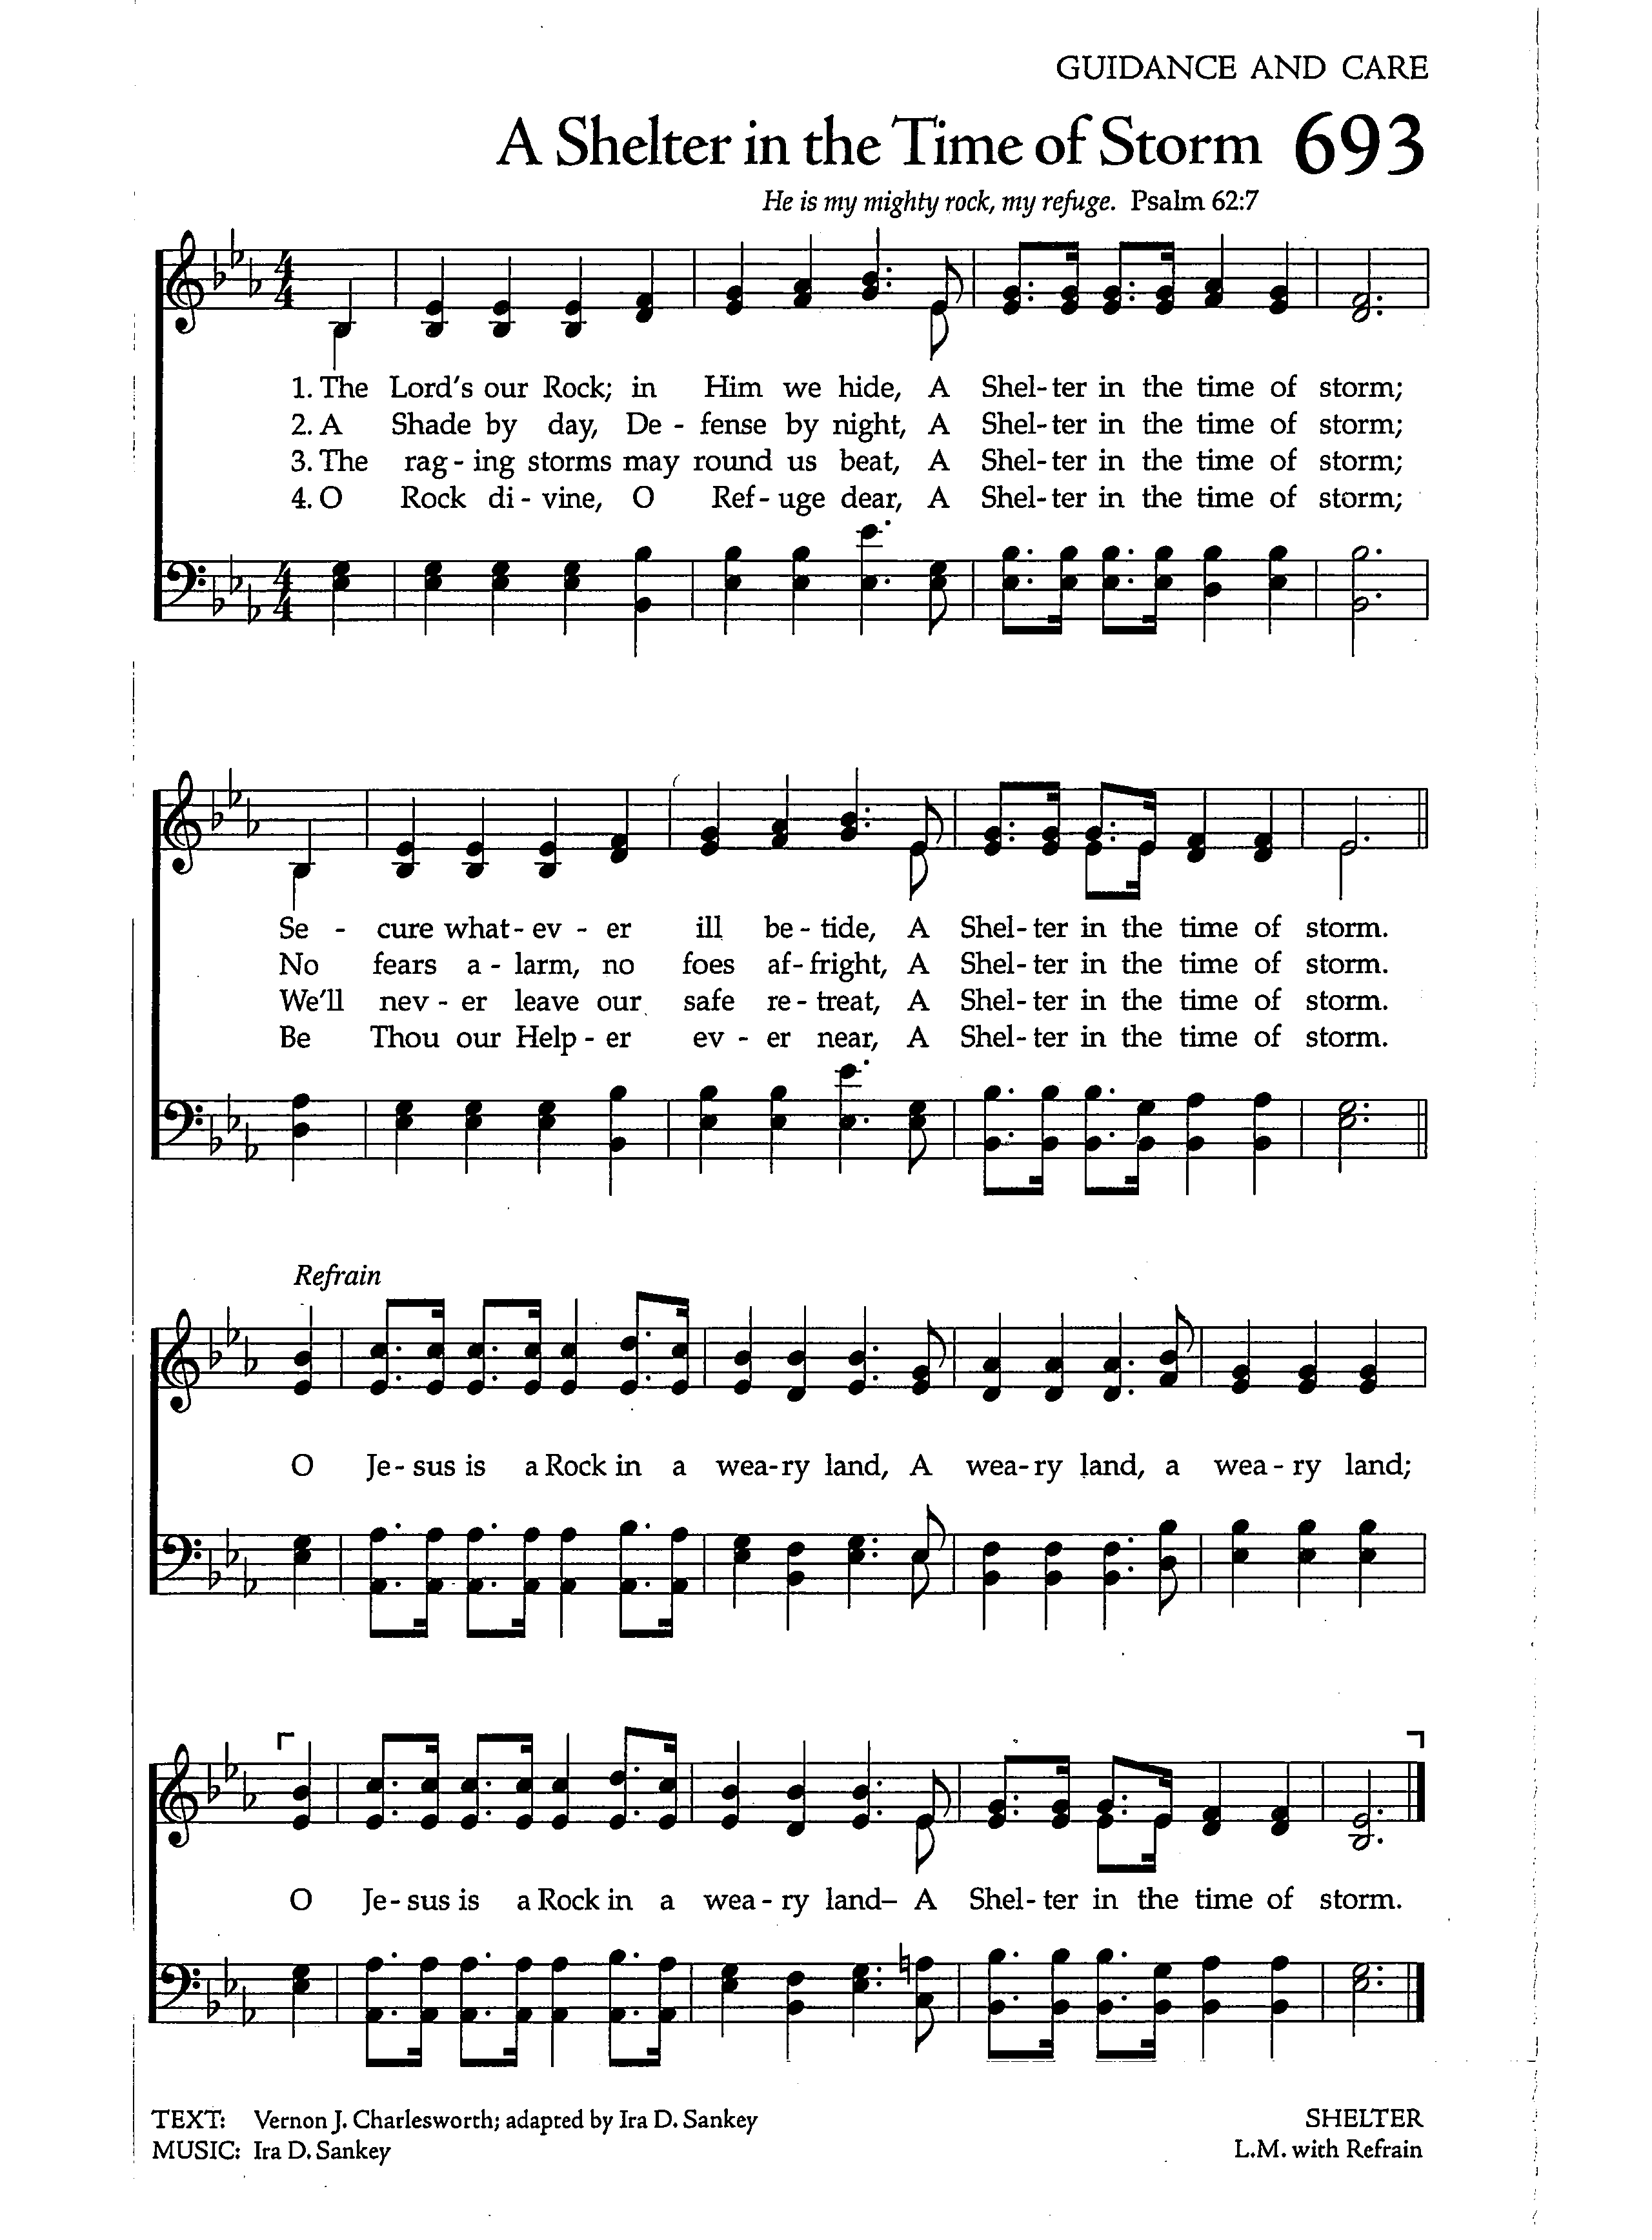 GUIDANCE AND CARE
A Shelter in the Time of Storm 693
He is my mighty rock, my refuge. Psalm 62:7
1. The Lord's our Rock; in Him we hide, A Shel-ter in the time of storm;
2. A Shade by day, De - fense by night, A Shel-ter in the time of storm;
3. The rag - ing storms may round us beat, A Shel-ter in the time of storm;
4. O Rock di - vine, O Ref - uge dear, A Shel-ter in the time of storm;
Se - cure what - ev - er ill be - tide, A Shel-ter in the time of storm.
No fears a - larm, no foes af - fright, A Shel-ter in the time of storm.
We'll nev - er leave our safe re - treat, A Shel-ter in the time of storm.
Be Thou our Help - er ev - er near, A Shel-ter in the time of storm.
Refrain
O Je - sus is a Rock in a wea-ry land, A wea-ry land, a wea - ry land;
O Je - sus is a Rock in a wea - ry land– A Shel - ter in the time of storm.
TEXT: Vernon J. Charlesworth; adapted by Ira D. Sankey
SHELTER
MUSIC: Ira D. Sankey
L.M. with Refrain